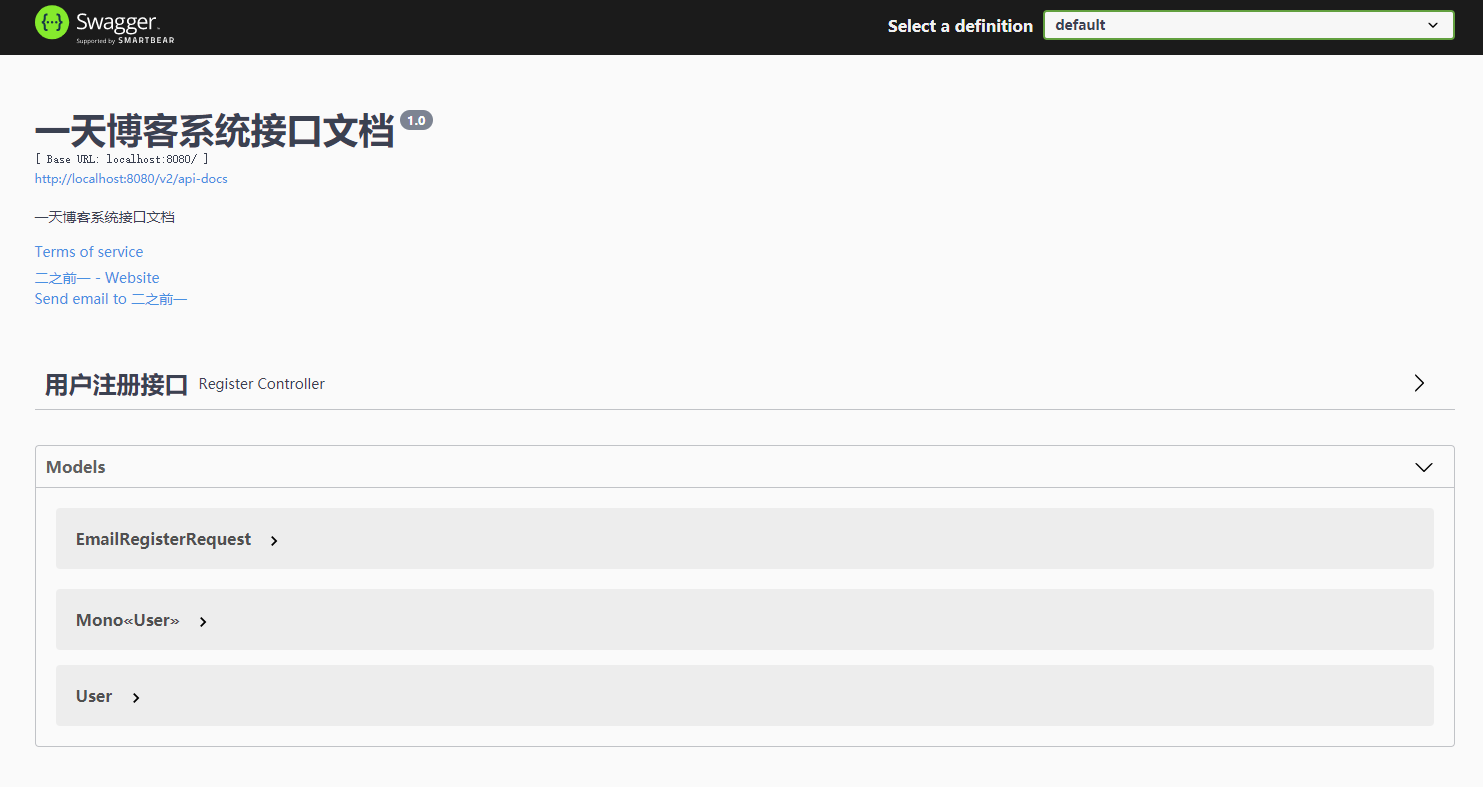 Swagger.
Supported by SMARTBEAR
Select a definition
default
一天博客系统接口文档 1.0
[ Base URL: localhost:8080/ ]
http://localhost:8080/v2/api-docs
一天博客系统接口文档
Terms of service
二之前一 - Website
Send email to 二之前一
用户注册接口 Register Controller
Models
EmailRegisterRequest
Mono«User»
User